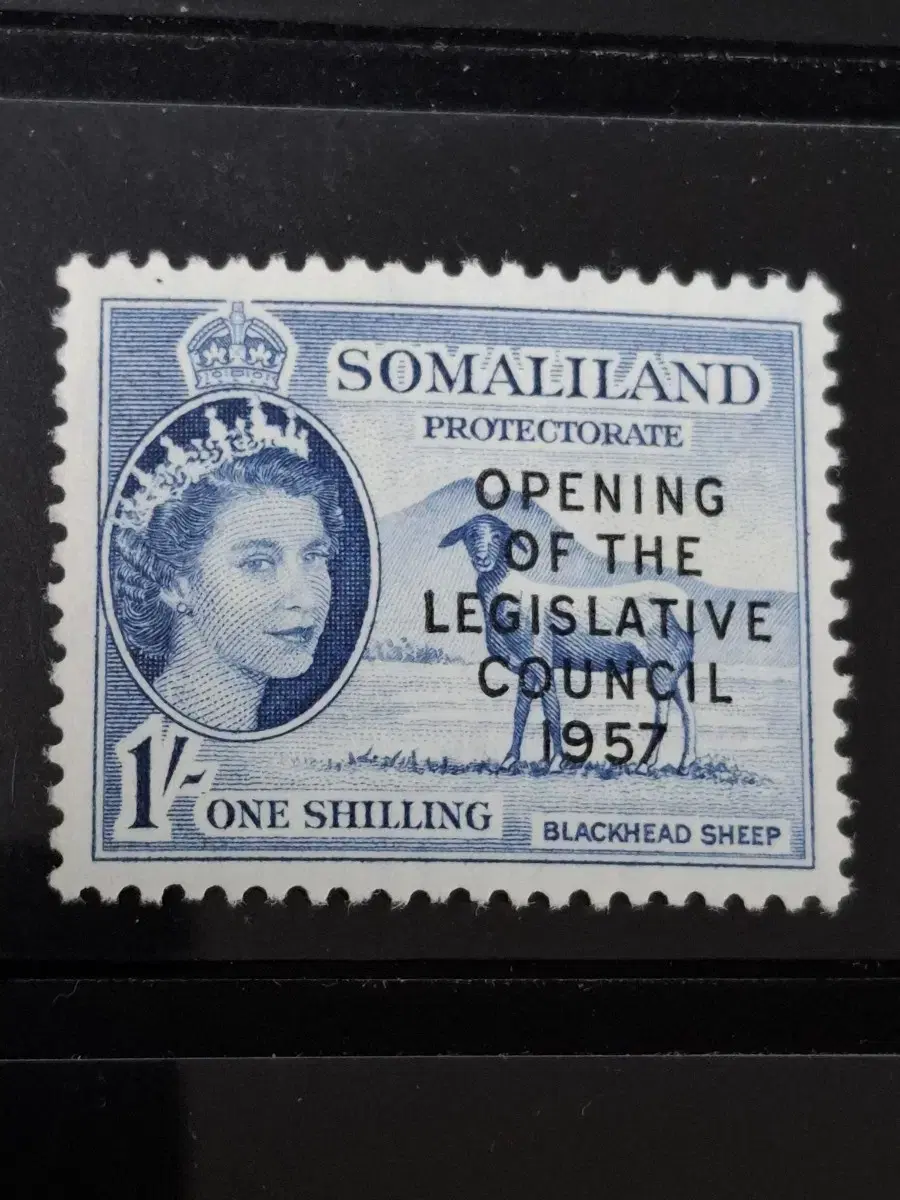 SOMALILAND
PROTECTORATE
OPENING
OF THE
LEGISLATIVE
COUNCIL
1957
1/-
ONE SHILLING
BLACKHEAD SHEEP